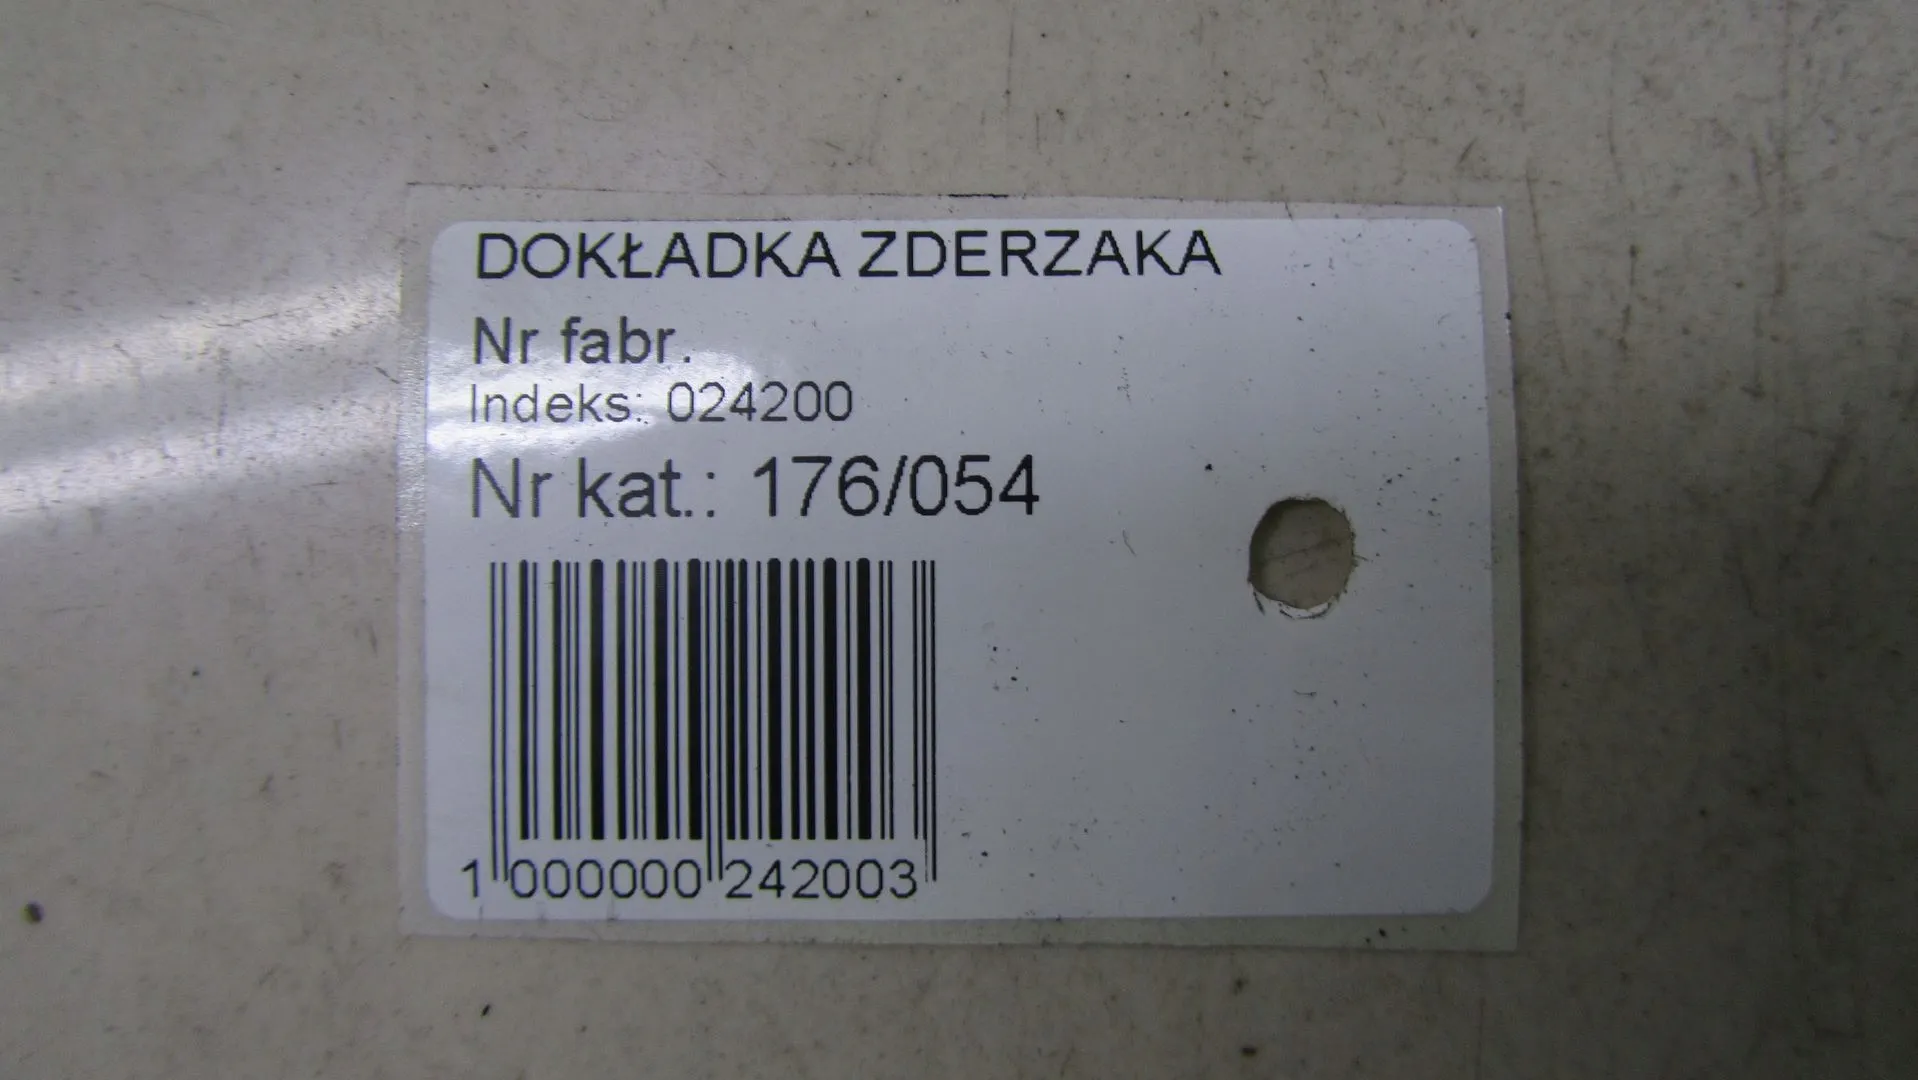 DOKŁADKA ZDERZAKA
Nr fabr.
Indeks: 024200
Nr kat.: 176/054
1 000000 242003